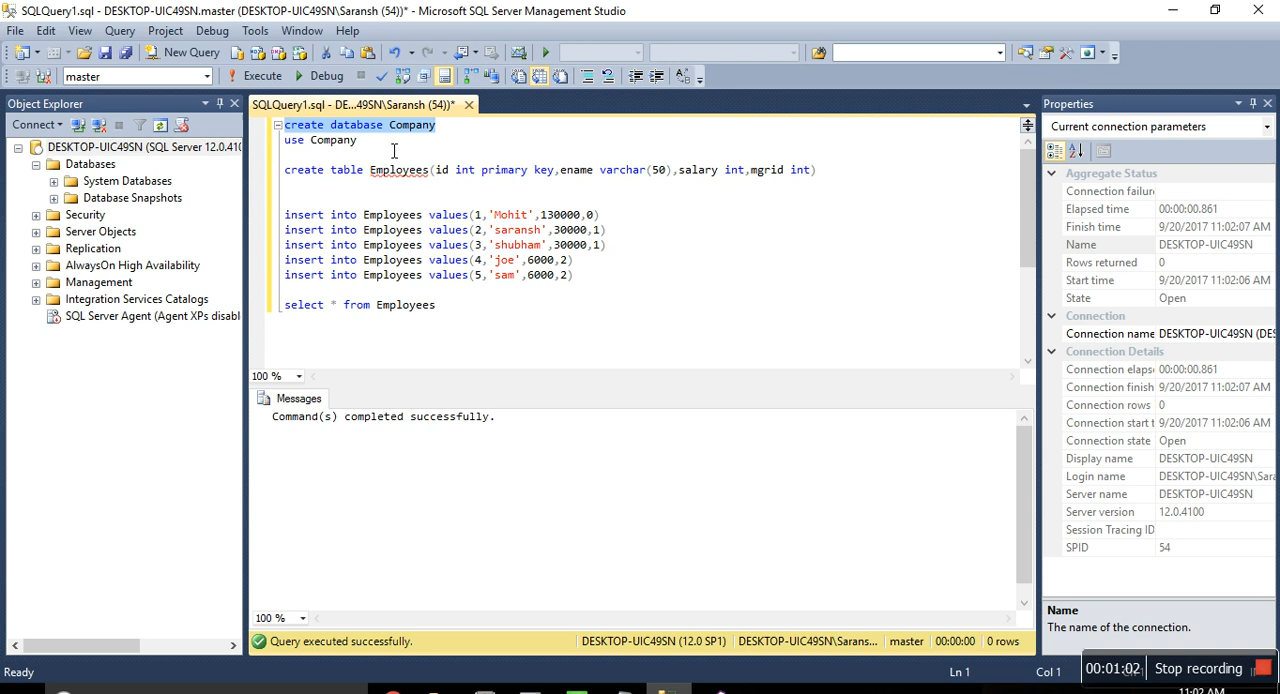 SQLQuery1.sql - DESKTOP-UIC49SN.master (DESKTOP-UIC49SN\Saransh (54))* - Microsoft SQL Server Management Studio
File Edit View Query Project Debug Tools Window Help
New Query
master Execute Debug
Object Explorer
Connect
DESKTOP-UIC49SN (SQL Server 12.0.410
Databases
System Databases
Database Snapshots
Security
Server Objects
Replication
AlwaysOn High Availability
Management
Integration Services Catalogs
SQL Server Agent (Agent XPs disabl
SQLQuery1.sql - DE...49SN\Saransh (54))*
create database Company
use Company
create table Employees(id int primary key,ename varchar(50),salary int,mgrid int)
insert into Employees values(1,'Mohit',130000,0)
insert into Employees values(2,'saransh',30000,1)
insert into Employees values(3,'shubham',30000,1)
insert into Employees values(4,'joe',6000,2)
insert into Employees values(5,'sam',6000,2)
select * from Employees
100 %
Messages
Command(s) completed successfully.
100 %
Query executed successfully. DESKTOP-UIC49SN (12.0 SP1) DESKTOP-UIC49SN\Sarans... master 00:00:00 0 rows
Properties
Current connection parameters
Aggregate Status
Connection failure
Elapsed time 00:00:00.861
Finish time 9/20/2017 11:02:07 AM
Name DESKTOP-UIC49SN
Rows returned 0
Start time 9/20/2017 11:02:06 AM
State Open
Connection
Connection name DESKTOP-UIC49SN (DES
Connection Details
Connection elaps 00:00:00.861
Connection finish 9/20/2017 11:02:07 AM
Connection rows 0
Connection start t 9/20/2017 11:02:06 AM
Connection state Open
Display name DESKTOP-UIC49SN
Login name DESKTOP-UIC49SN\Sara
Server name DESKTOP-UIC49SN
Server version 12.0.4100
Session Tracing ID
SPID 54
Name
The name of the connection.
Ready Ln 1 Col 1
00:01:02 Stop recording
11:02 AM